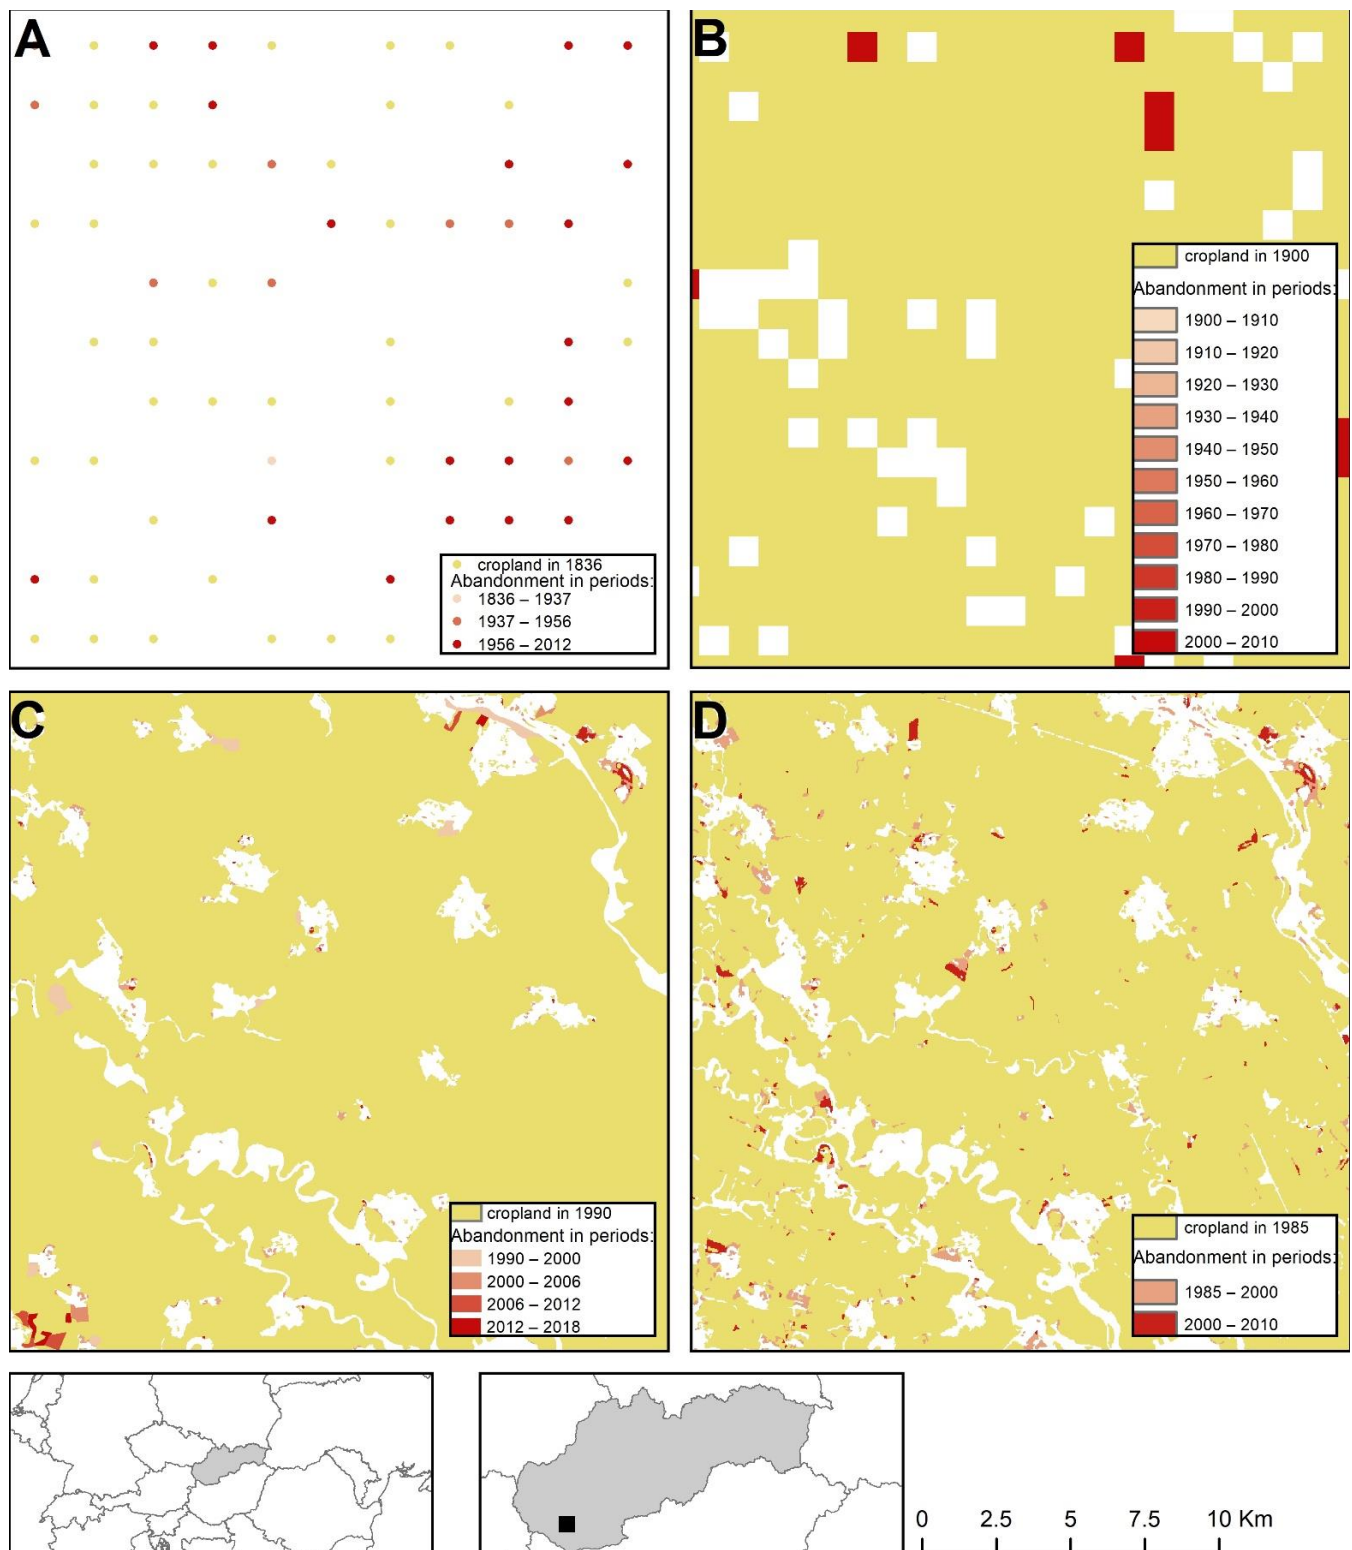 A
cropland in 1836
Abandonment in periods:
1836 – 1937
1937 – 1956
1956 – 2012
B
cropland in 1900
Abandonment in periods:
1900 – 1910
1910 – 1920
1920 – 1930
1930 – 1940
1940 – 1950
1950 – 1960
1960 – 1970
1970 – 1980
1980 – 1990
1990 – 2000
2000 – 2010
C
cropland in 1990
Abandonment in periods:
1990 – 2000
2000 – 2006
2006 – 2012
2012 – 2018
D
cropland in 1985
Abandonment in periods:
1985 – 2000
2000 – 2010
0 2.5 5 7.5 10 Km